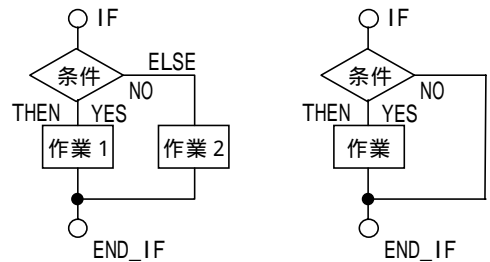 IF
条件
ELSE
NO
THEN YES
作業1
作業2
END_IF
IF
条件
NO
THEN YES
作業
END_IF